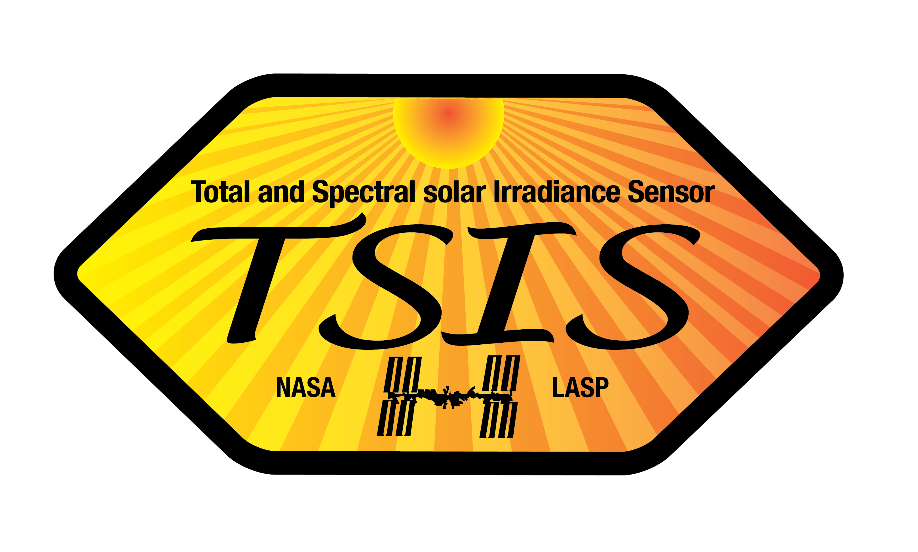 Total and Spectral solar Irradiance Sensor
TSIS
NASA LASP